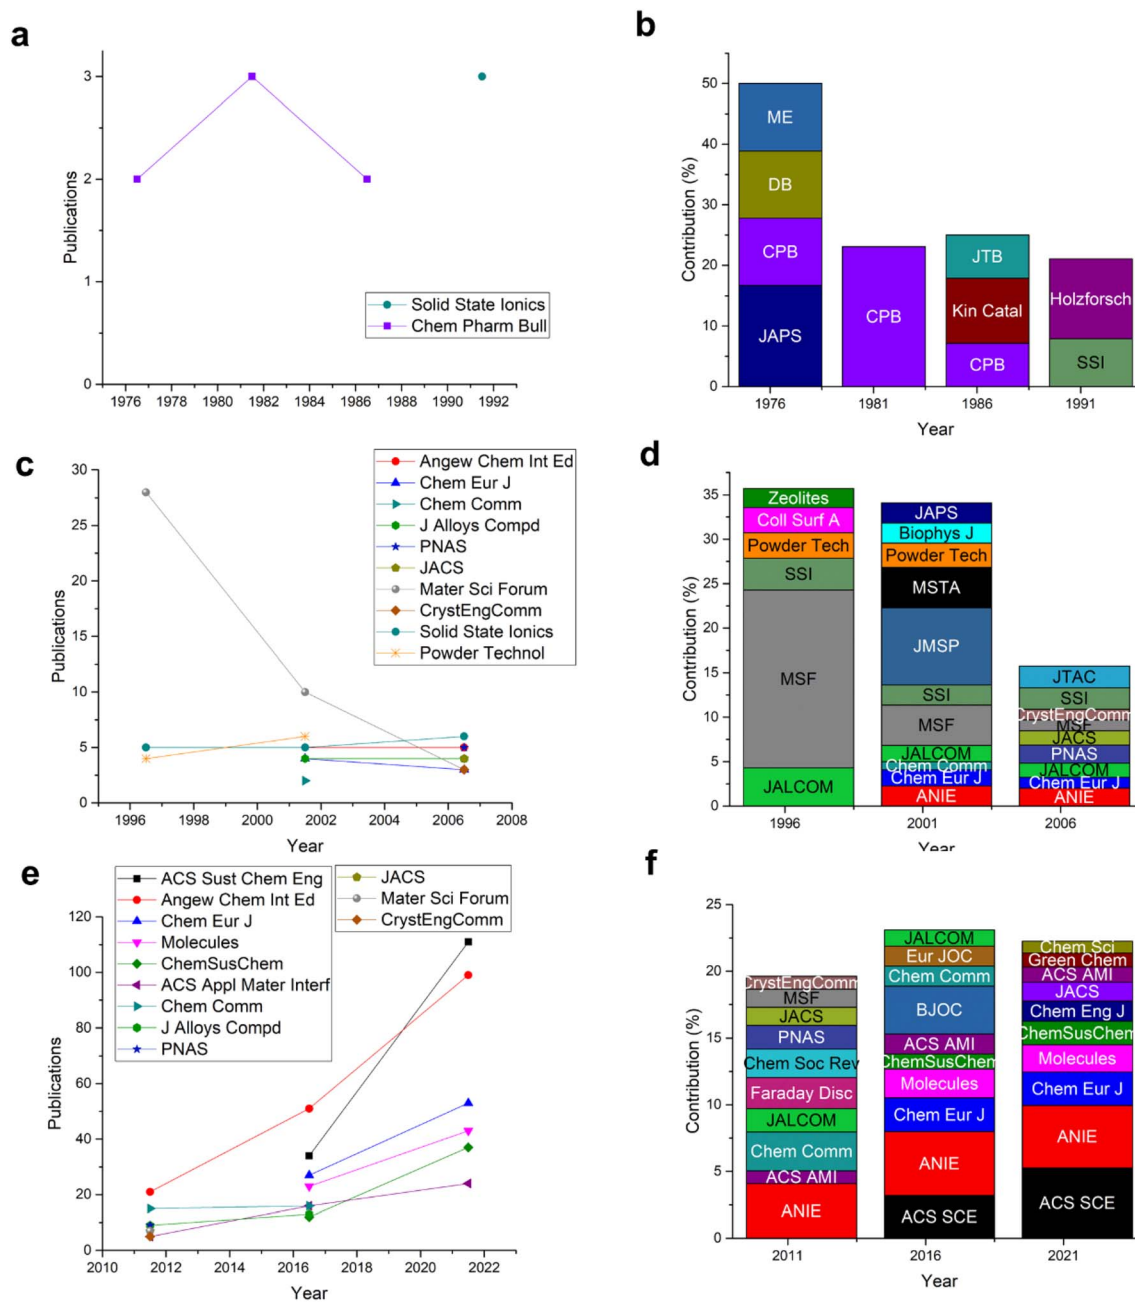 a
Publications
3
2
1
0
Solid State Ionics
Chem Pharm Bull
1976 1978 1980 1982 1984 1986 1988 1990 1992
b
Contribution (%)
50
40
30
20
10
0
ME
DB
CPB
JAPS
CPB
JTB
Kin Catal
CPB
Holzforsch
SSI
1976 1981 1986 1991
Year
c
Publications
30
25
20
15
10
5
0
Angew Chem Int Ed
Chem Eur J
Chem Comm
J Alloys Compd
PNAS
JACS
Mater Sci Forum
CrystEngComm
Solid State Ionics
Powder Technol
1996 1998 2000 2002 2004 2006 2008
Year
d
Contribution (%)
35
30
25
20
15
10
5
0
Zeolites
Coll Surf A
Powder Tech
SSI
MSF
JALCOM
JAPS
Biophys J
Powder Tech
MSTA
JMSP
SSI
MSF
JALCOM
Chem Comm
Chem Eur J
ANIE
JTAC
SSI
CrystEngComm
MSF
JACS
PNAS
JALCOM
Chem Eur J
ANIE
1996 2001 2006
Year
e
ACS Sust Chem Eng
Angew Chem Int Ed
Chem Eur J
Molecules
ChemSusChem
ACS Appl Mater Interf
Chem Comm
J Alloys Compd
PNAS
JACS
Mater Sci Forum
CrystEngComm
Publications
120
100
80
60
40
20
0
2010 2012 2014 2016 2018 2020 2022
Year
f
Contribution (%)
25
20
15
10
5
0
CrystEngComm
MSF
JACS
PNAS
Chem Soc Rev
Faraday Disc
JALCOM
Chem Comm
ACS AMI
ANIE
JALCOM
Eur JOC
Chem Comm
BJOC
ACS AMI
ChemSusChem
Molecules
Chem Eur J
ANIE
ACS SCE
Chem Sci
Green Chem
ACS AMI
JACS
Chem Eng J
ChemSusChem
Molecules
Chem Eur J
ANIE
ACS SCE
2011 2016 2021
Year